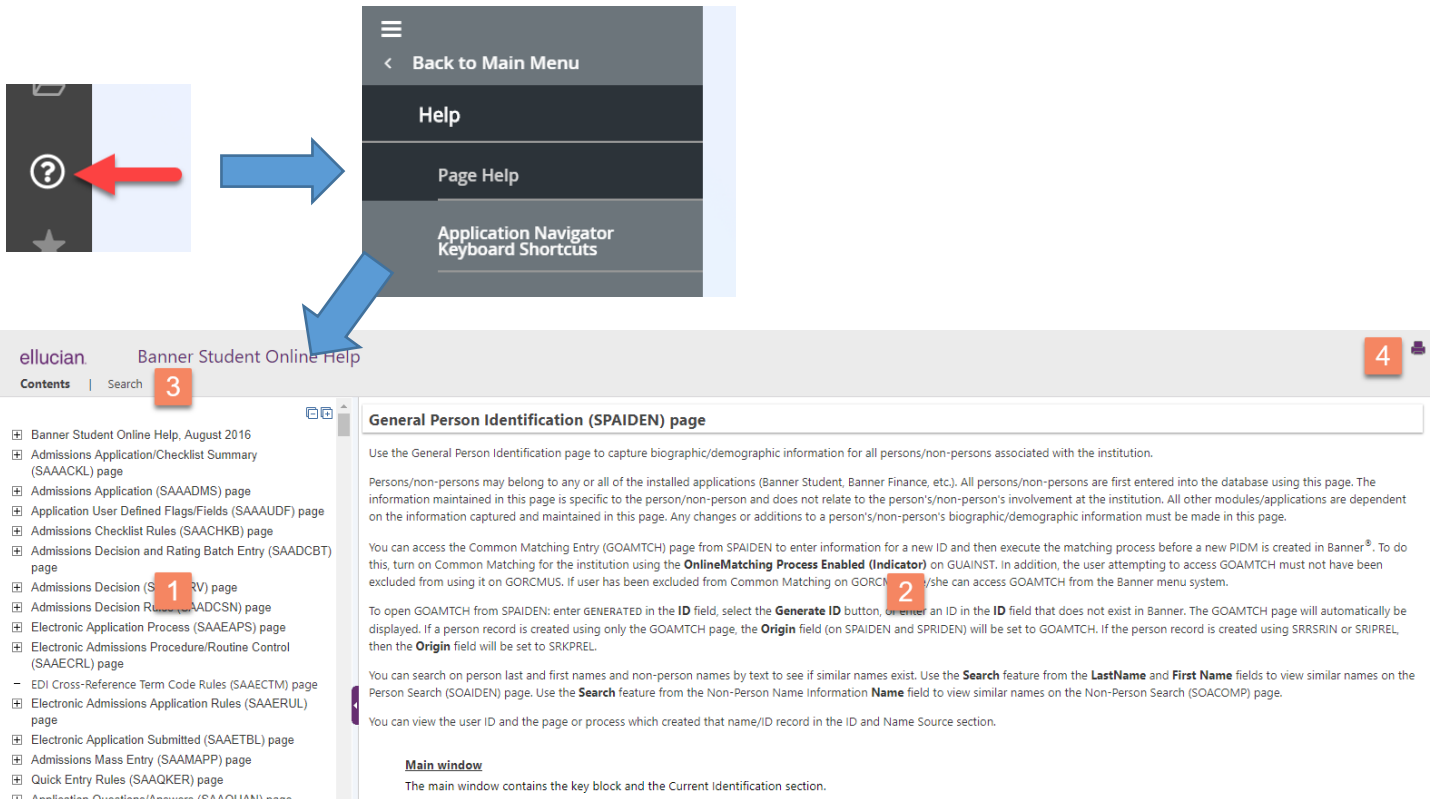 Back to Main Menu
Help
Page Help
Application Navigator
Keyboard Shortcuts
ellucian.
Banner Student Online Help
4
Contents | Search
3
Banner Student Online Help, August 2016
Admissions Application/Checklist Summary
(SAAACKL) page
Admissions Application (SAAADMS) page
Application User Defined Flags/Fields (SAAAUDF) page
Admissions Checklist Rules (SAACHKB) page
Admissions Decision and Rating Batch Entry (SAADCBT)
page
Admissions Decision (S RV) page
Admissions Decision Ru AADCSN) page
1
Electronic Application Process (SAAEAPS) page
Electronic Admissions Procedure/Routine Control
(SAAECRL) page
EDI Cross-Reference Term Code Rules (SAAECTM) page
Electronic Admissions Application Rules (SAAERUL)
page
Electronic Application Submitted (SAAETBL) page
Admissions Mass Entry (SAAMAPP) page
Quick Entry Rules (SAAQKER) page
Application Questions/Answers (SAAQUAN) page
General Person Identification (SPAIDEN) page
Use the General Person Identification page to capture biographic/demographic information for all persons/non-persons associated with the institution.
Persons/non-persons may belong to any or all of the installed applications (Banner Student, Banner Finance, etc.). All persons/non-persons are first entered into the database using this page. The
information maintained in this page is specific to the person/non-person and does not relate to the person's/non-person's involvement at the institution. All other modules/applications are dependent
on the information captured and maintained in this page. Any changes or additions to a person's/non-person's biographic/demographic information must be made in this page.
You can access the Common Matching Entry (GOAMTCH) page from SPAIDEN to enter information for a new ID and then execute the matching process before a new PIDM is created in Banner®. To do
this, turn on Common Matching for the institution using the OnlineMatching Process Enabled (Indicator) on GUAINST. In addition, the user attempting to access GOAMTCH must not have been
excluded from using it on GORCMUS. If user has been excluded from Common Matching on GORCM e/she can access GOAMTCH from the Banner menu system.
2
To open GOAMTCH from SPAIDEN: enter GENERATED in the ID field, select the Generate ID button, or enter an ID in the ID field that does not exist in Banner. The GOAMTCH page will automatically be
displayed. If a person record is created using only the GOAMTCH page, the Origin field (on SPAIDEN and SPRIDEN) will be set to GOAMTCH. If the person record is created using SRRSRIN or SRIPREL,
then the Origin field will be set to SRKPREL.
You can search on person last and first names and non-person names by text to see if similar names exist. Use the Search feature from the LastName and First Name fields to view similar names on the
Person Search (SOAIDEN) page. Use the Search feature from the Non-Person Name Information Name field to view similar names on the Non-Person Search (SOACOMP) page.
You can view the user ID and the page or process which created that name/ID record in the ID and Name Source section.
Main window
The main window contains the key block and the Current Identification section.